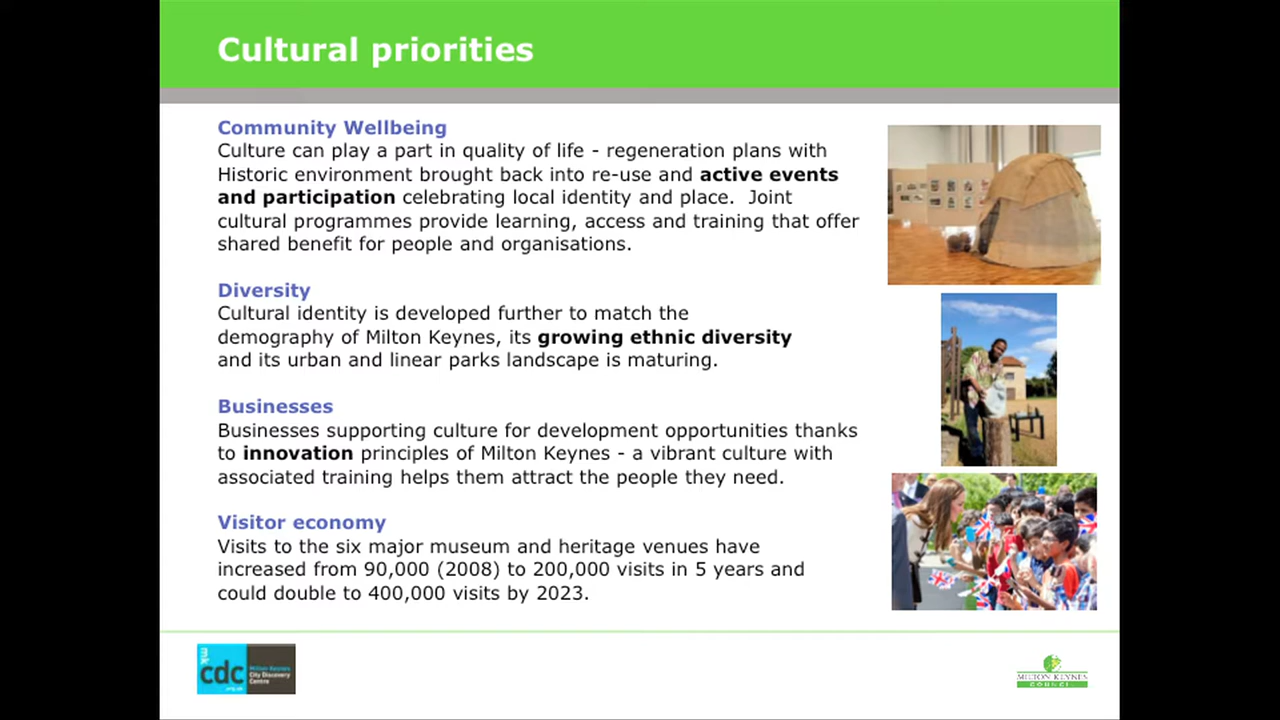 Cultural priorities
Community Wellbeing
Culture can play a part in quality of life - regeneration plans with
Historic environment brought back into re-use and active events
and participation celebrating local identity and place.  Joint
cultural programmes provide learning, access and training that offer
shared benefit for people and organisations.
Diversity
Cultural identity is developed further to match the
demography of Milton Keynes, its growing ethnic diversity
and its urban and linear parks landscape is maturing.
Businesses
Businesses supporting culture for development opportunities thanks
to innovation principles of Milton Keynes - a vibrant culture with
associated training helps them attract the people they need.
Visitor economy
Visits to the six major museum and heritage venues have
increased from 90,000 (2008) to 200,000 visits in 5 years and
could double to 400,000 visits by 2023.
mk
cdc
.org.uk
Milton Keynes
City Discovery
Centre
MILTON KEYNES
COUNCIL